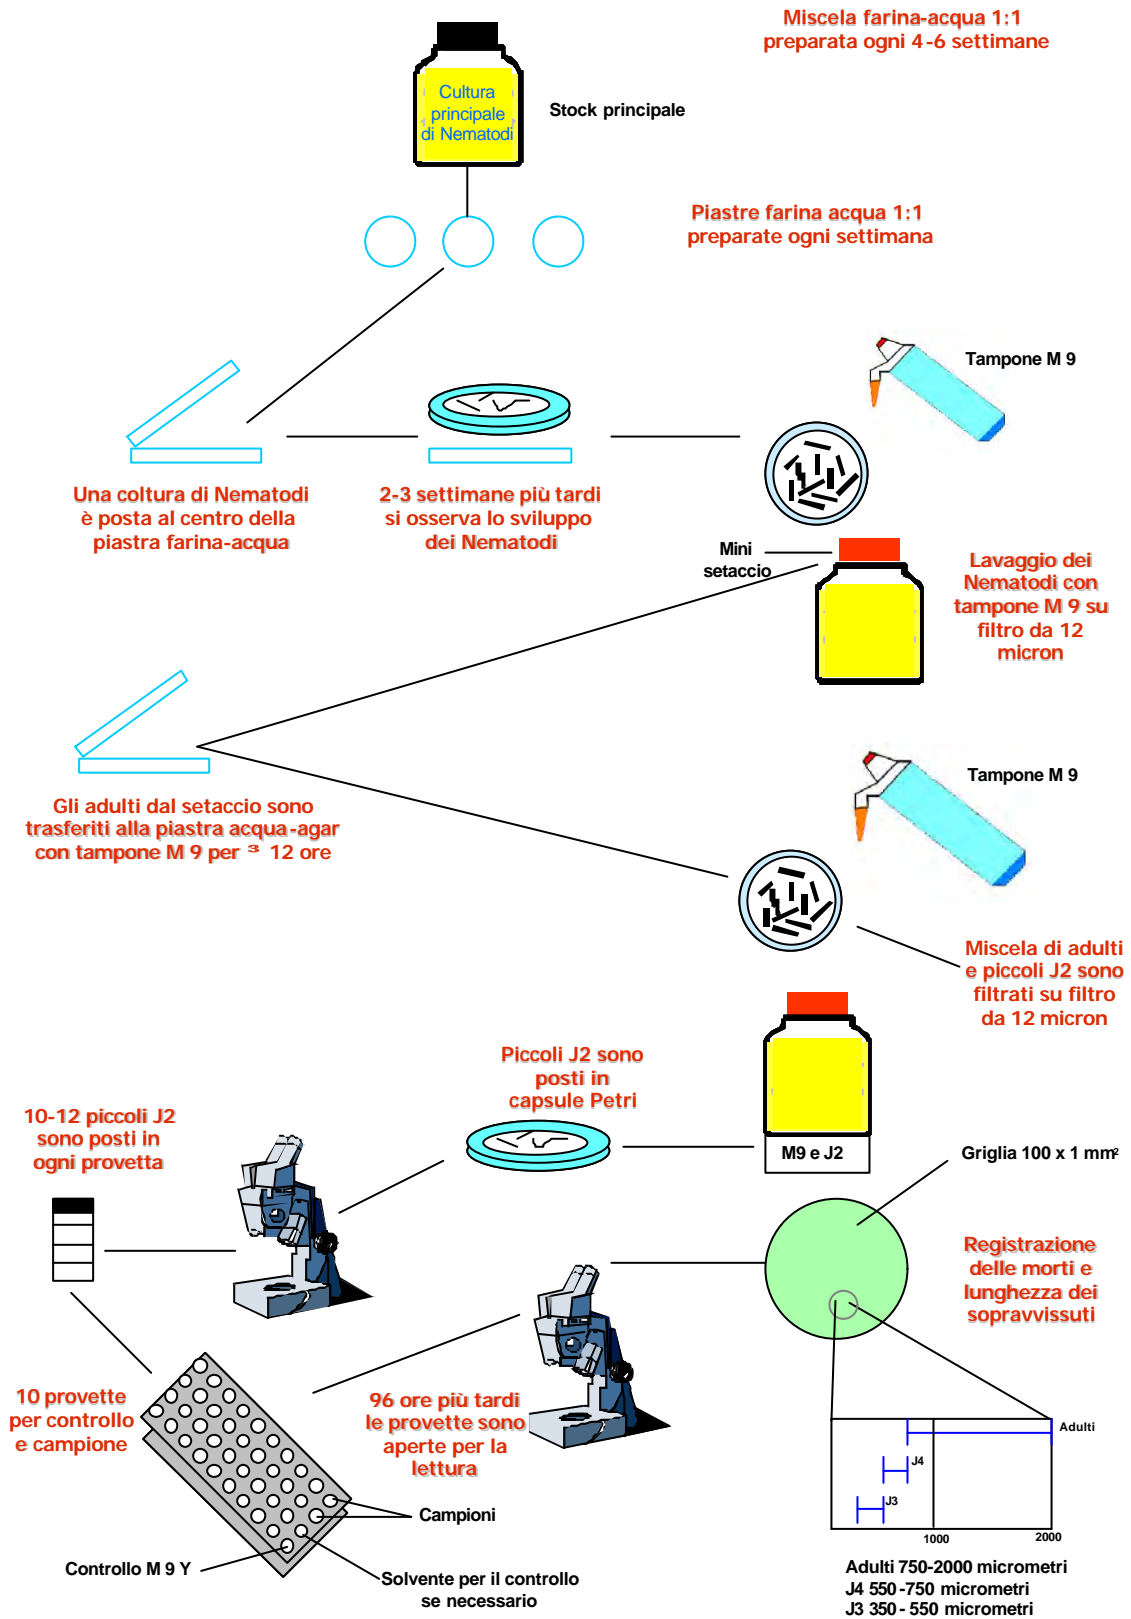 Miscela farina-acqua 1:1
preparata ogni 4-6 settimane
Cultura
principale
di Nematodi
Stock principale
Piastre farina acqua 1:1
preparate ogni settimana
Tampone M 9
Una coltura di Nematodi
è posta al centro della
piastra farina-acqua
2-3 settimane più tardi
si osserva lo sviluppo
dei Nematodi
Mini
setaccio
Lavaggio dei
Nematodi con
tampone M 9 su
filtro da 12
micron
Gli adulti dal setaccio sono
trasferiti alla piastra acqua-agar
con tampone M 9 per ³ 12 ore
Tampone M 9
Miscela di adulti
e piccoli J2 sono
filtrati su filtro
da 12 micron
Piccoli J2 sono
posti in
capsule Petri
10-12 piccoli J2
sono posti in
ogni provetta
M9 e J2
Griglia 100 x 1 mm²
Registrazione
delle morti e
lunghezza dei
sopravvissuti
10 provette
per controllo
e campione
96 ore più tardi
le provette sono
aperte per la
lettura
Adulti
J4
J3
1000
2000
Campioni
Controllo M 9 Y
Solvente per il controllo
se necessario
Adulti 750-2000 micrometri
J4 550-750 micrometri
J3 350-550 micrometri